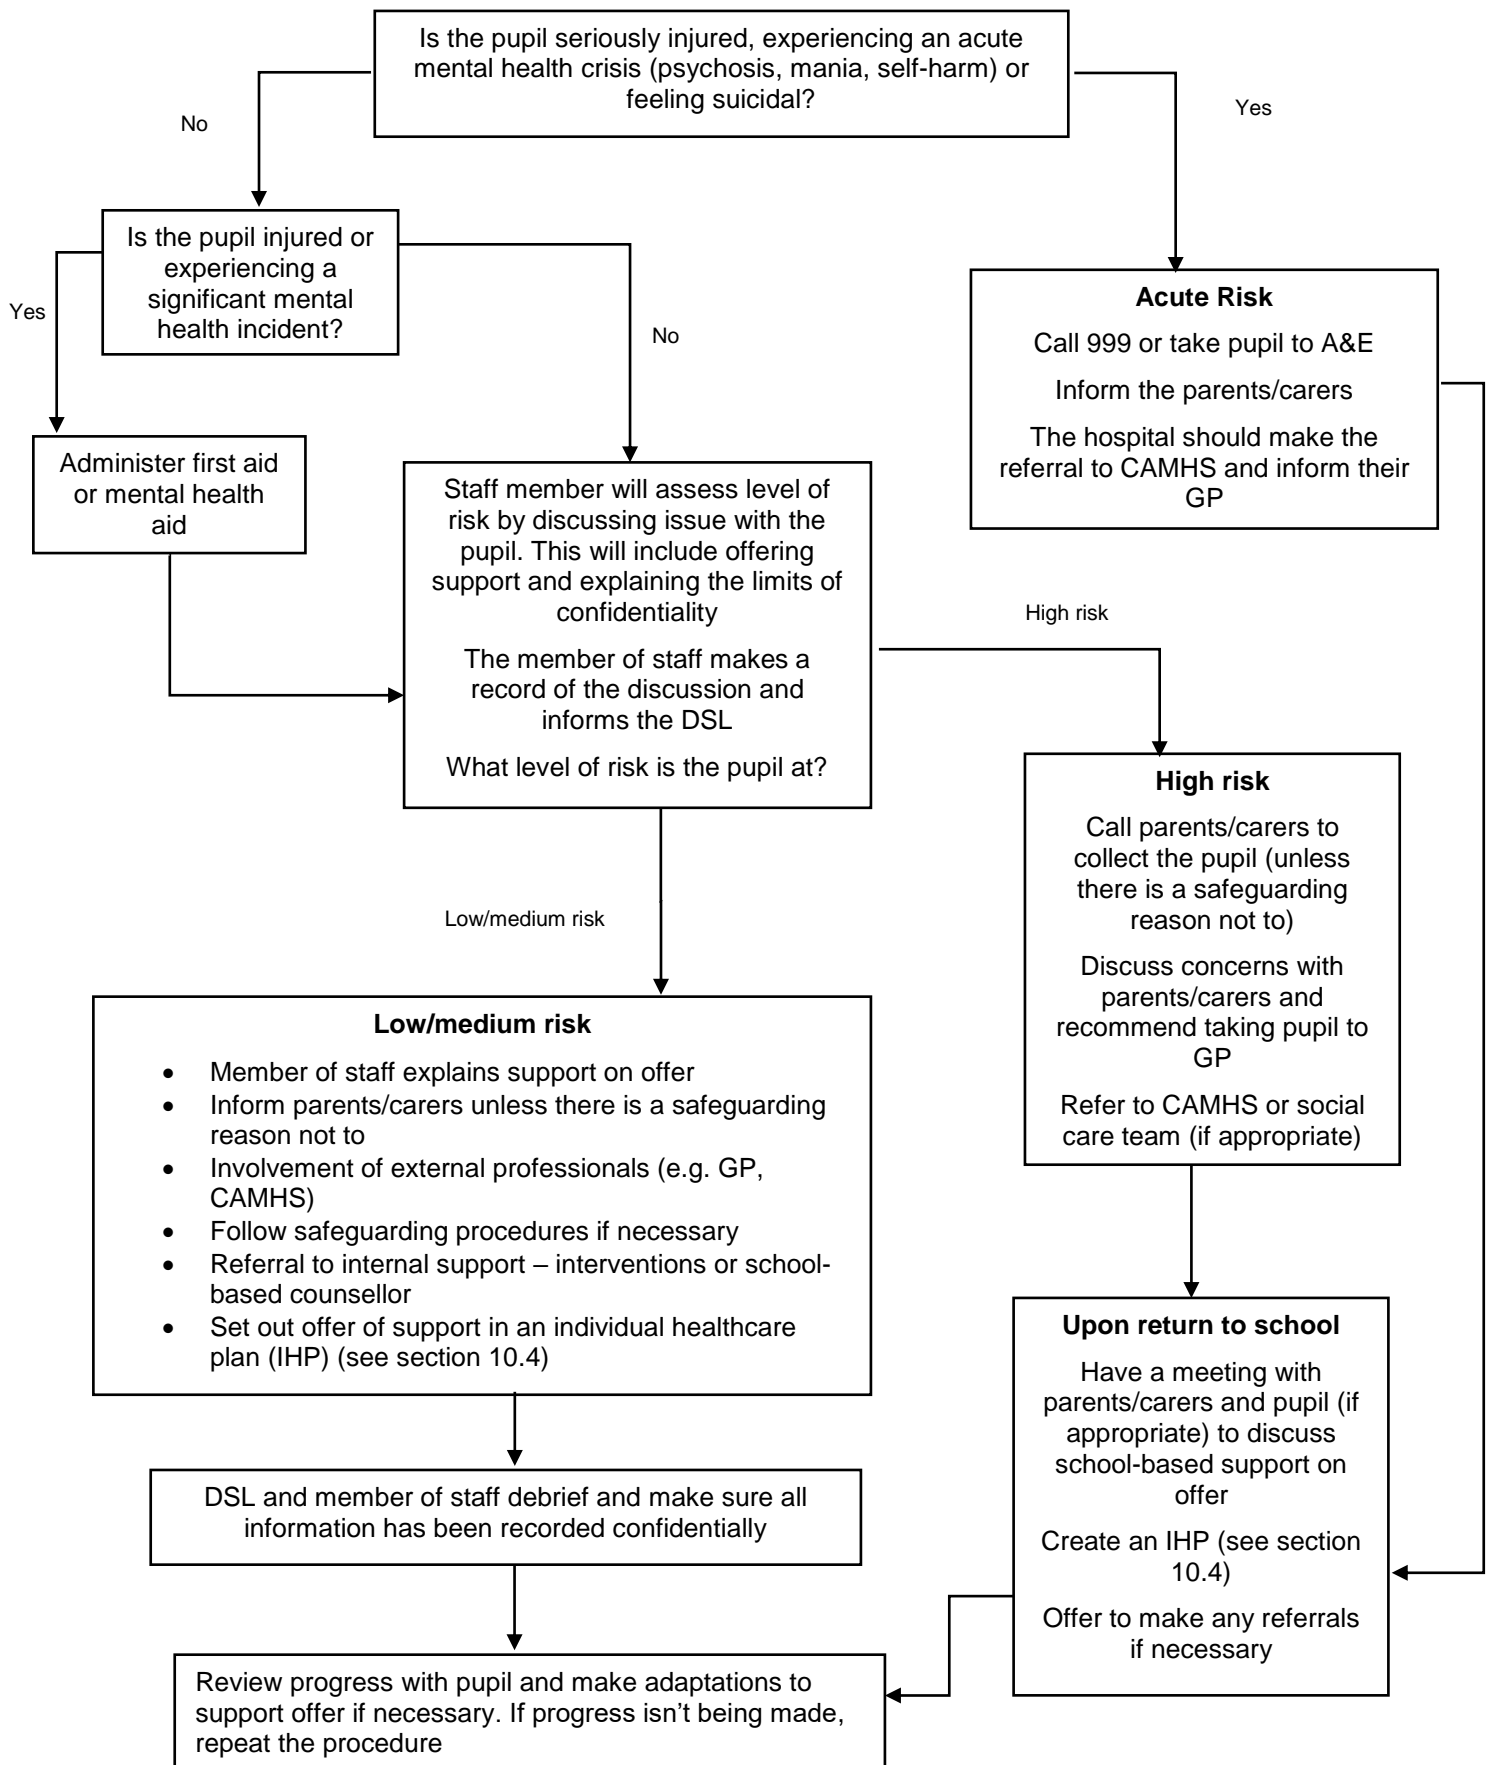 Is the pupil seriously injured, experiencing an acute
mental health crisis (psychosis, mania, self-harm) or
feeling suicidal?
No
Yes
Is the pupil injured or
experiencing a
significant mental
health incident?
Yes
No
Administer first aid
or mental health
aid
Acute Risk
Call 999 or take pupil to A&E
Inform the parents/carers
The hospital should make the
referral to CAMHS and inform their
GP
Staff member will assess level of
risk by discussing issue with the
pupil. This will include offering
support and explaining the limits of
confidentiality
The member of staff makes a
record of the discussion and
informs the DSL
What level of risk is the pupil at?
High risk
Low/medium risk
High risk
Call parents/carers to
collect the pupil (unless
there is a safeguarding
reason not to)
Discuss concerns with
parents/carers and
recommend taking pupil to
GP
Refer to CAMHS or social
care team (if appropriate)
Low/medium risk
• Member of staff explains support on offer
• Inform parents/carers unless there is a safeguarding
reason not to
• Involvement of external professionals (e.g. GP,
CAMHS)
• Follow safeguarding procedures if necessary
• Referral to internal support – interventions or school-
based counsellor
• Set out offer of support in an individual healthcare
plan (IHP) (see section 10.4)
Upon return to school
Have a meeting with
parents/carers and pupil (if
appropriate) to discuss
school-based support on
offer
Create an IHP (see section
10.4)
Offer to make any referrals
if necessary
DSL and member of staff debrief and make sure all
information has been recorded confidentially
Review progress with pupil and make adaptations to
support offer if necessary. If progress isn’t being made,
repeat the procedure